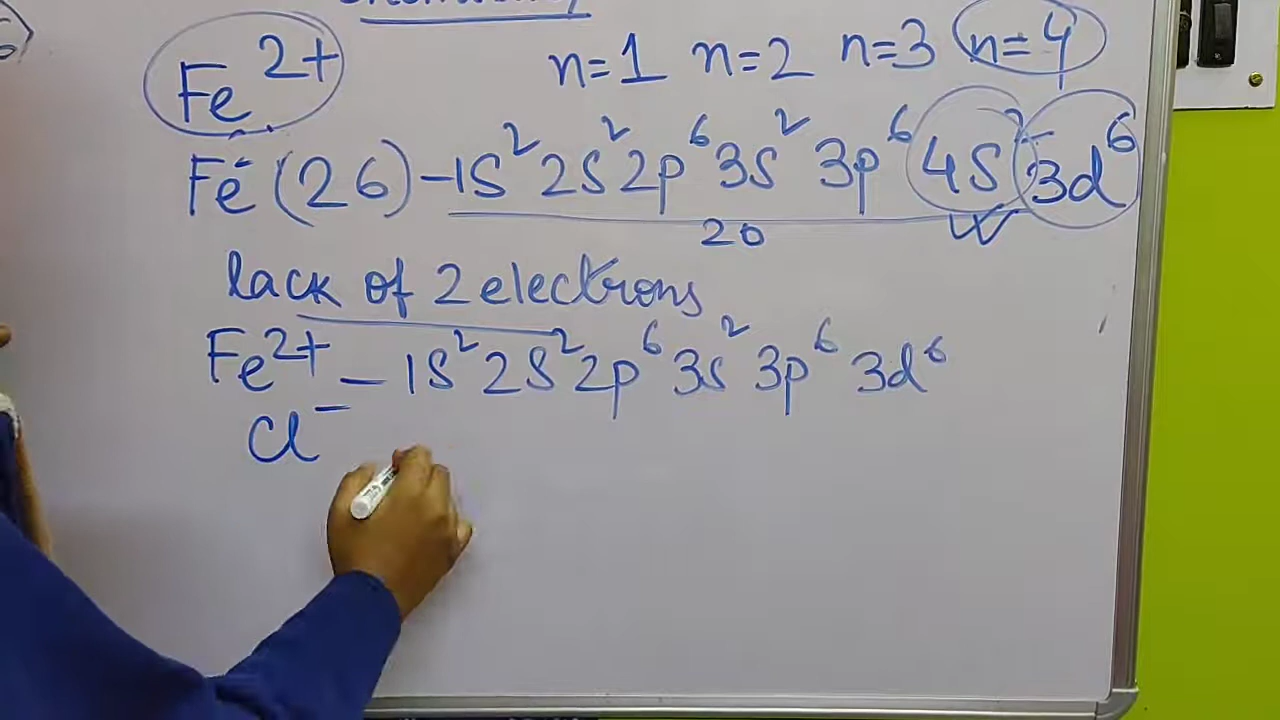 Fe²⁺ n=1 n=2 n=3 n=4
Fe (26) - 1S² 2S² 2p⁶ 3S² 3p⁶ 4S² 3d⁶
20
lack of 2 electrons
Fe²⁺ - 1S² 2S² 2p⁶ 3s² 3p⁶ 3d⁶
Cl⁻